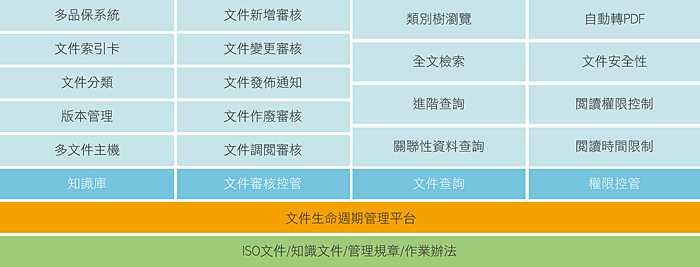 多品保系統
文件新增審核
類別樹瀏覽
自動轉PDF
文件索引卡
文件變更審核
全文檢索
文件安全性
文件分類
文件發佈通知
進階查詢
閱讀權限控制
版本管理
文件作廢審核
關聯性資料查詢
閱讀時間限制
多文件主機
文件調閱審核
知識庫
文件審核控管
文件查詢
權限控管
文件生命週期管理平台
ISO文件/知識文件/管理規章/作業辦法